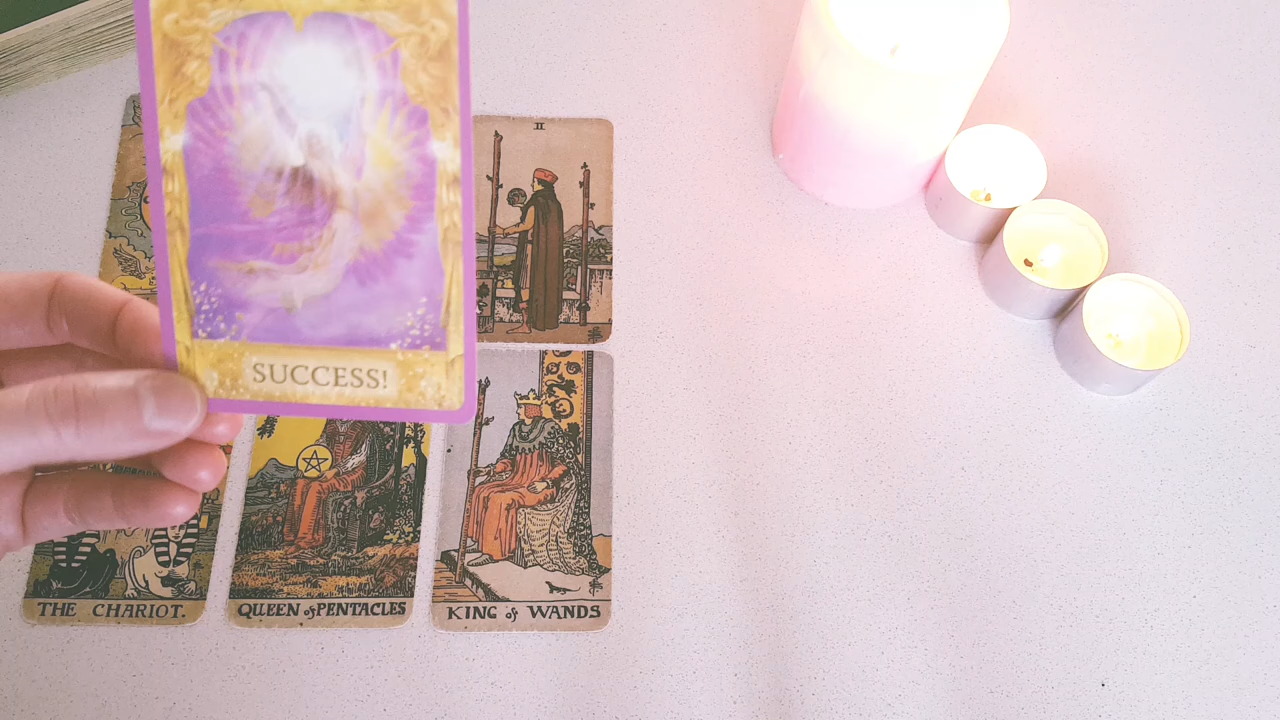 II
SUCCESS!
THE CHARIOT.
QUEEN of PENTACLES
KING of WANDS